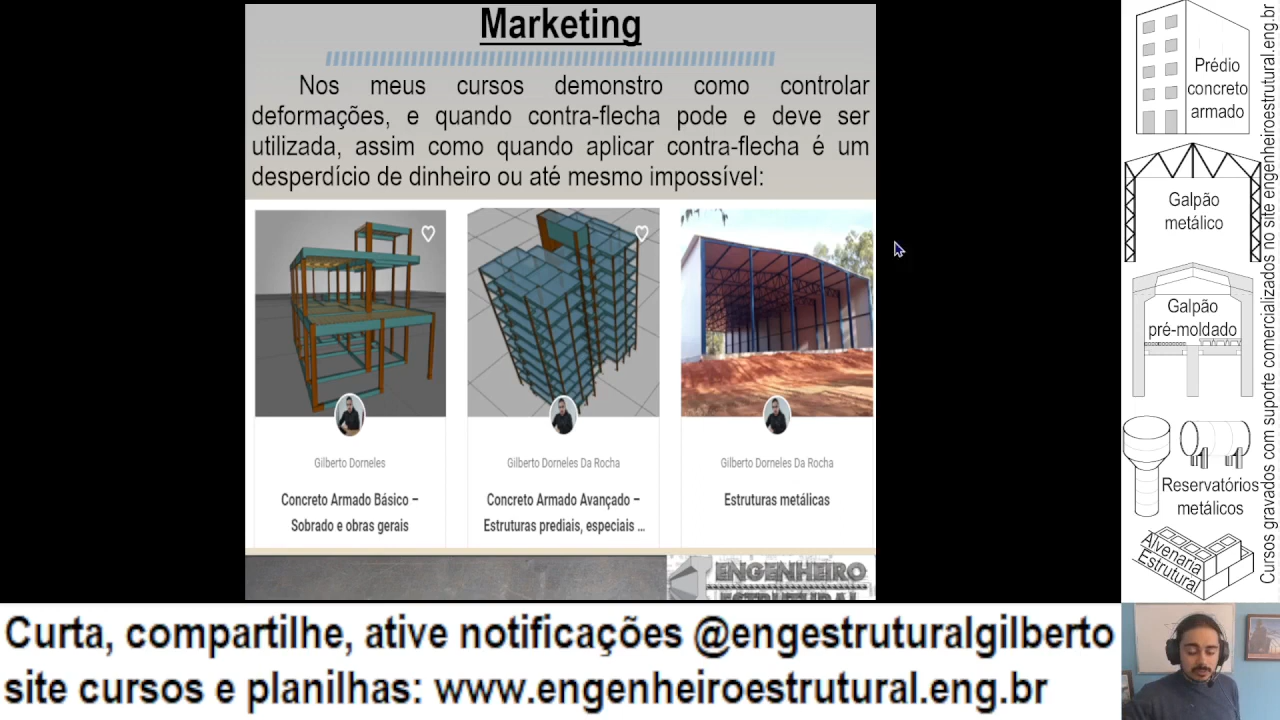 Marketing
Nos meus cursos demonstro como controlar
deformações, e quando contra-flecha pode e deve ser
utilizada, assim como quando aplicar contra-flecha é um
desperdício de dinheiro ou até mesmo impossível:
Gilberto Dorneles
Concreto Armado Básico –
Sobrado e obras gerais
Gilberto Dorneles Da Rocha
Concreto Armado Avançado –
Estruturas prediais, especiais ...
Gilberto Dorneles Da Rocha
Estruturas metálicas
ENGENHEIRO
ESTRUTURAL
Prédio
concreto
armado
Galpão
metálico
Galpão
pré-moldado
Reservatórios
metálicos
Alvenaria
Estrutural
Cursos gravados com suporte comercializados no site engenheiroestrutural.eng.br
Curta, compartilhe, ative notificações @engestruturalgilberto
site cursos e planilhas: www.engenheiroestrutural.eng.br